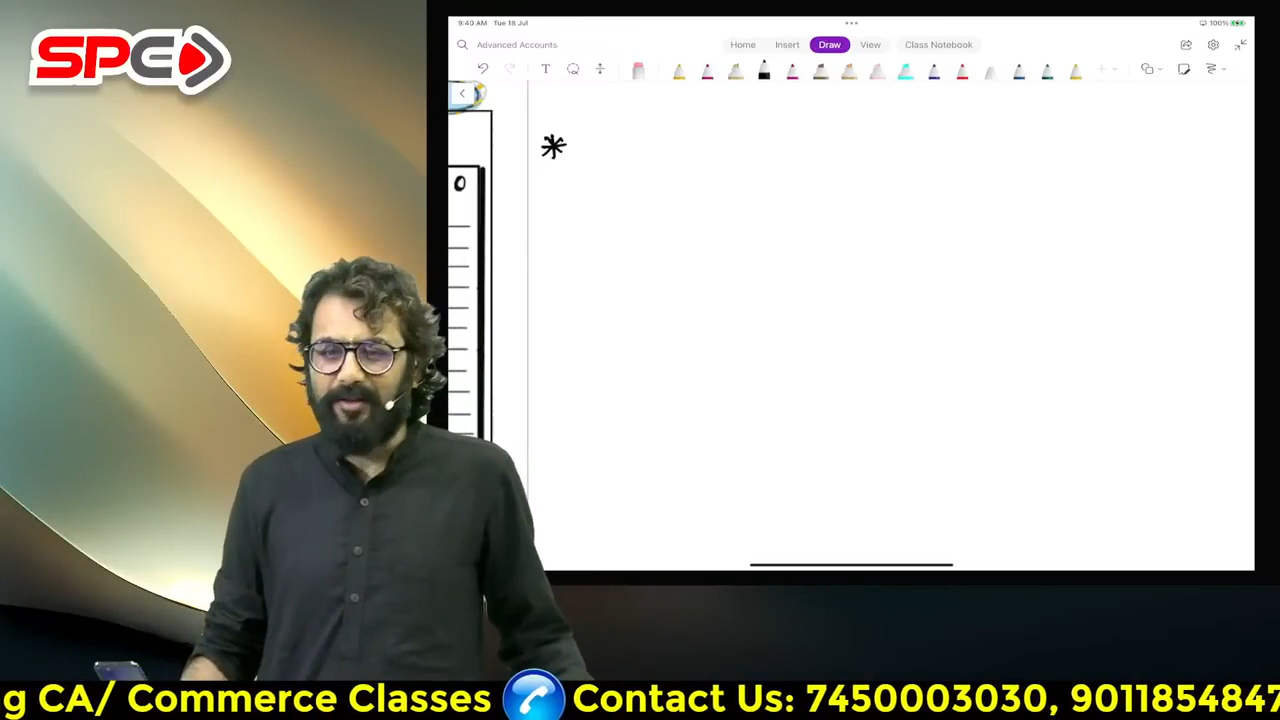 SPE
9:40 AM Tue 18 Jul
100%
Advanced Accounts
Home Insert Draw View Class Notebook
T
*
0
g CA/ Commerce Classes Contact Us: 7450003030, 9011854847